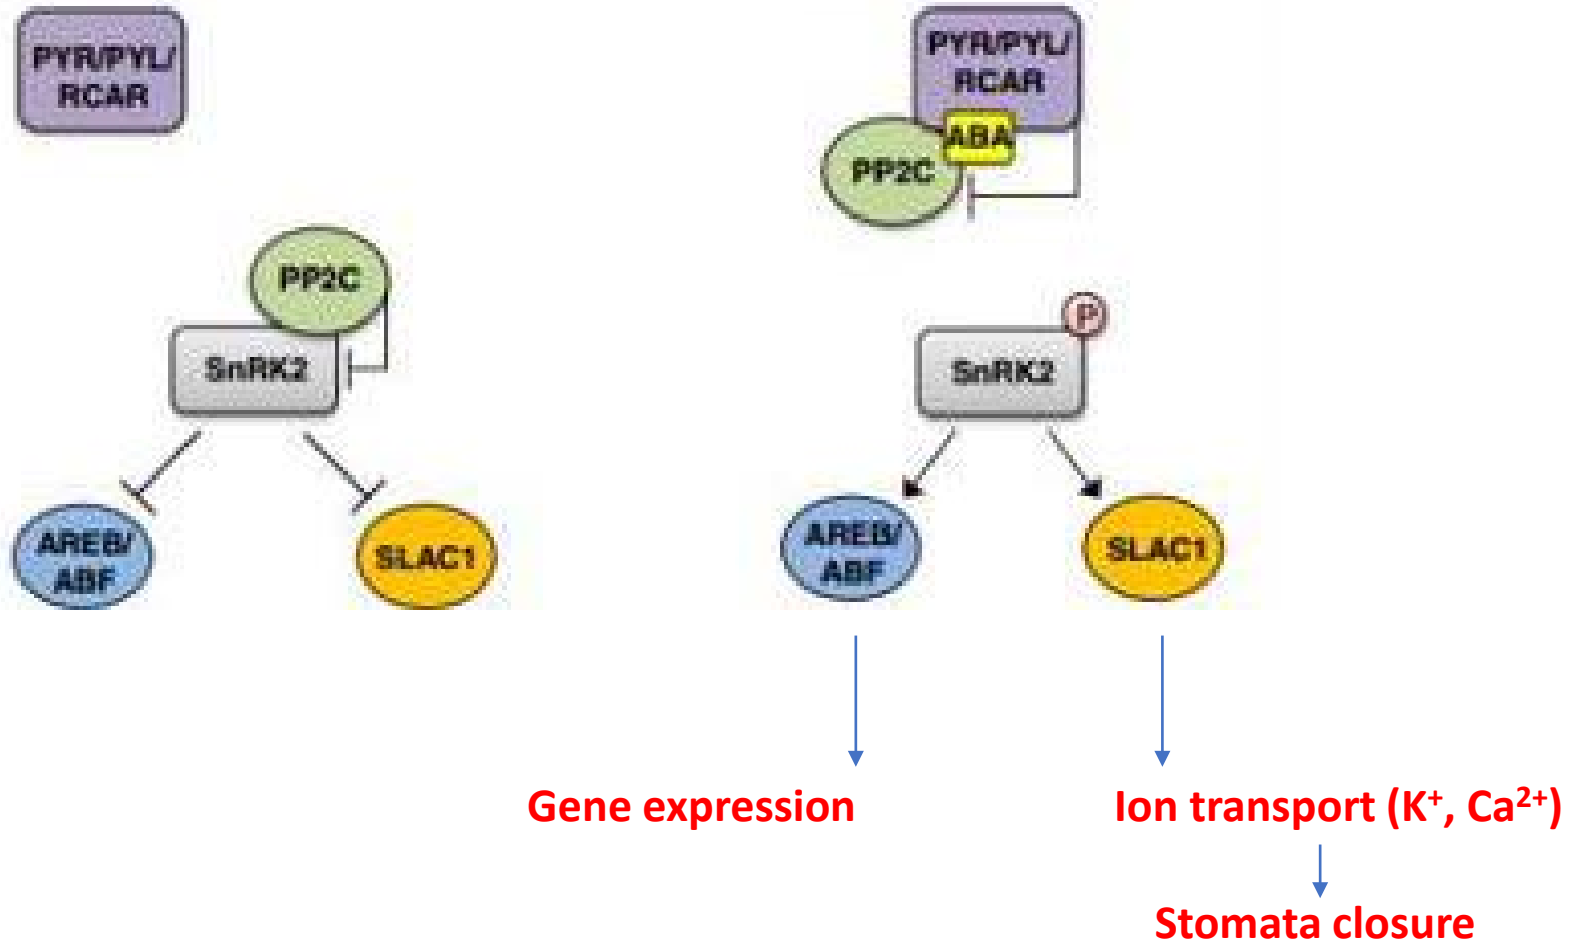 PYR/PYL/
RCAR
PP2C
SnRK2
AREB/
ABF
SLAC1
PYR/PYL/
RCAR
ABA
PP2C
P
SnRK2
AREB/
ABF
SLAC1
Gene expression
Ion transport (K⁺, Ca²⁺)
Stomata closure